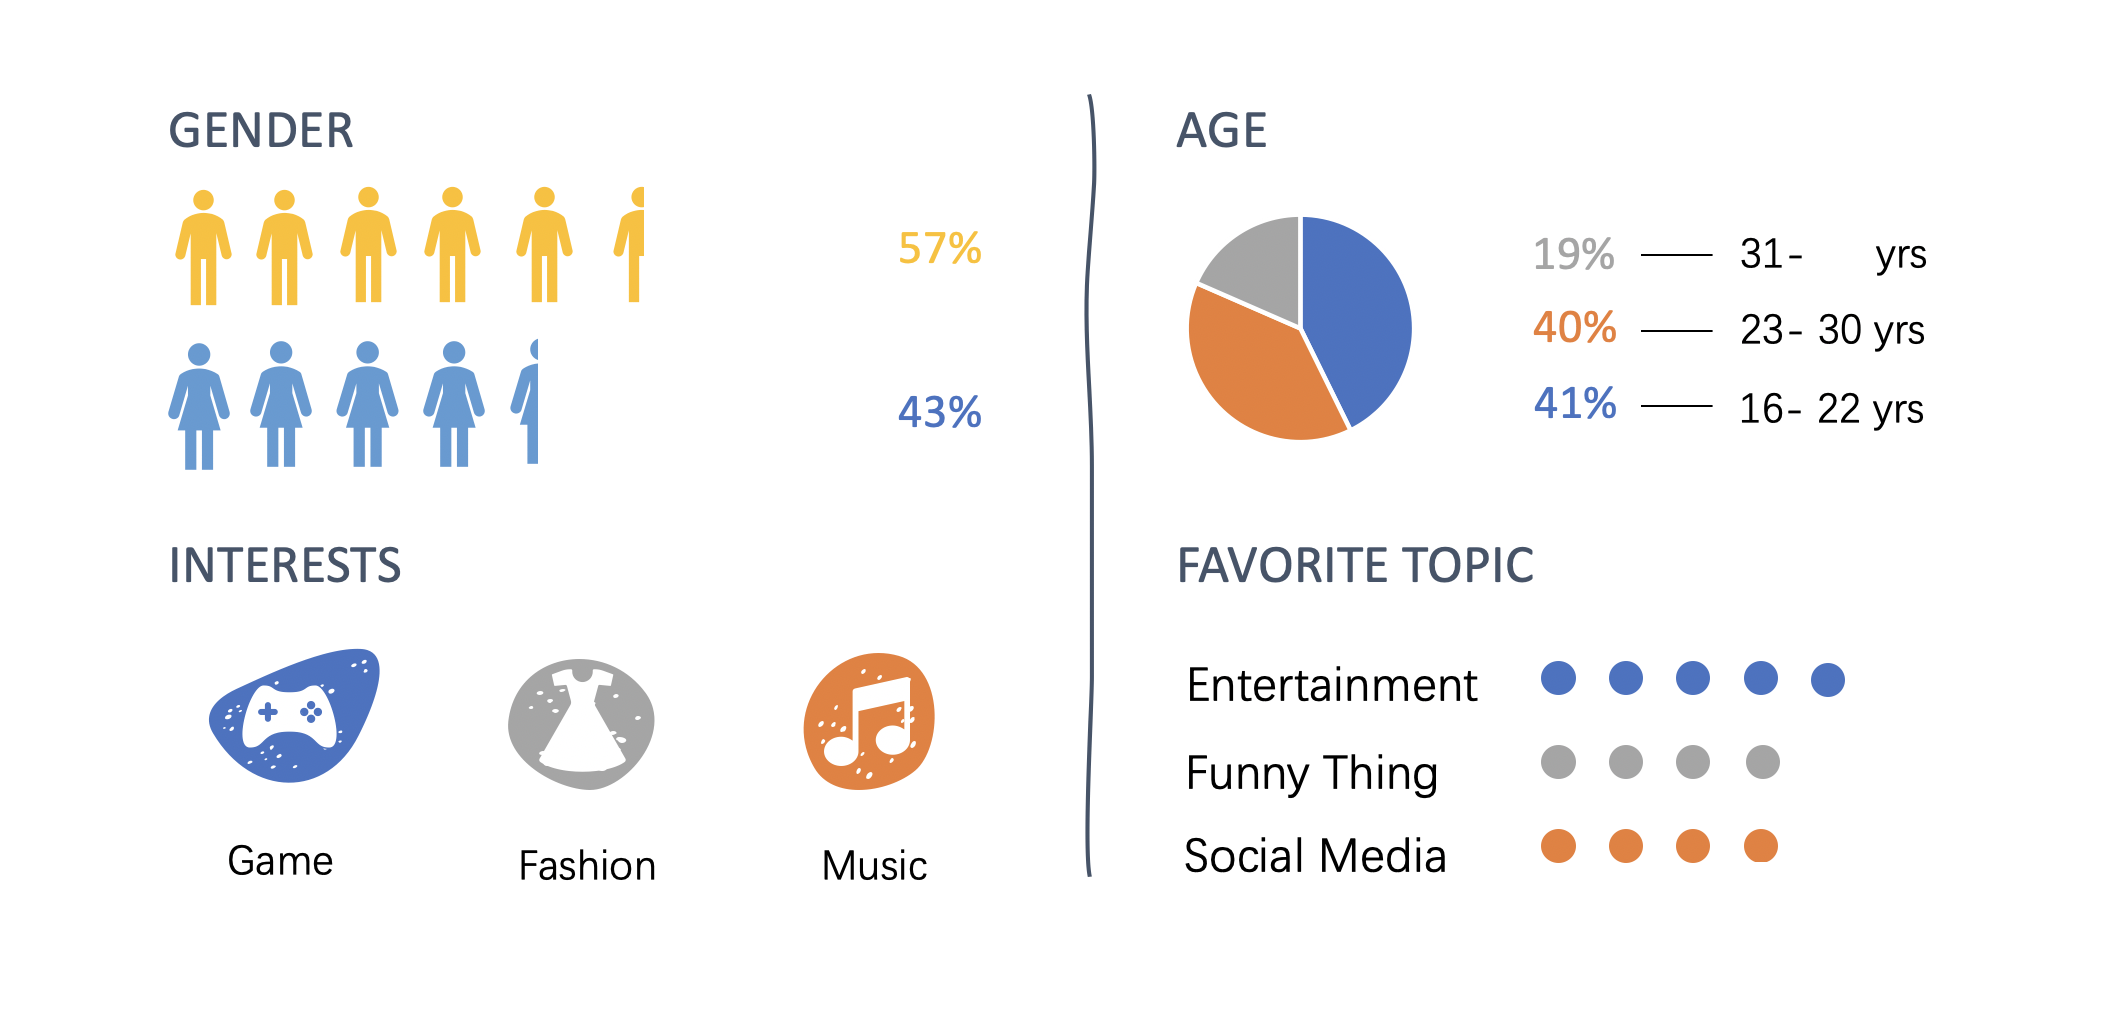 GENDER
57%
43%
INTERESTS
Game
Fashion
Music
AGE
19% 31- yrs
40% 23- 30 yrs
41% 16- 22 yrs
FAVORITE TOPIC
Entertainment
Funny Thing
Social Media